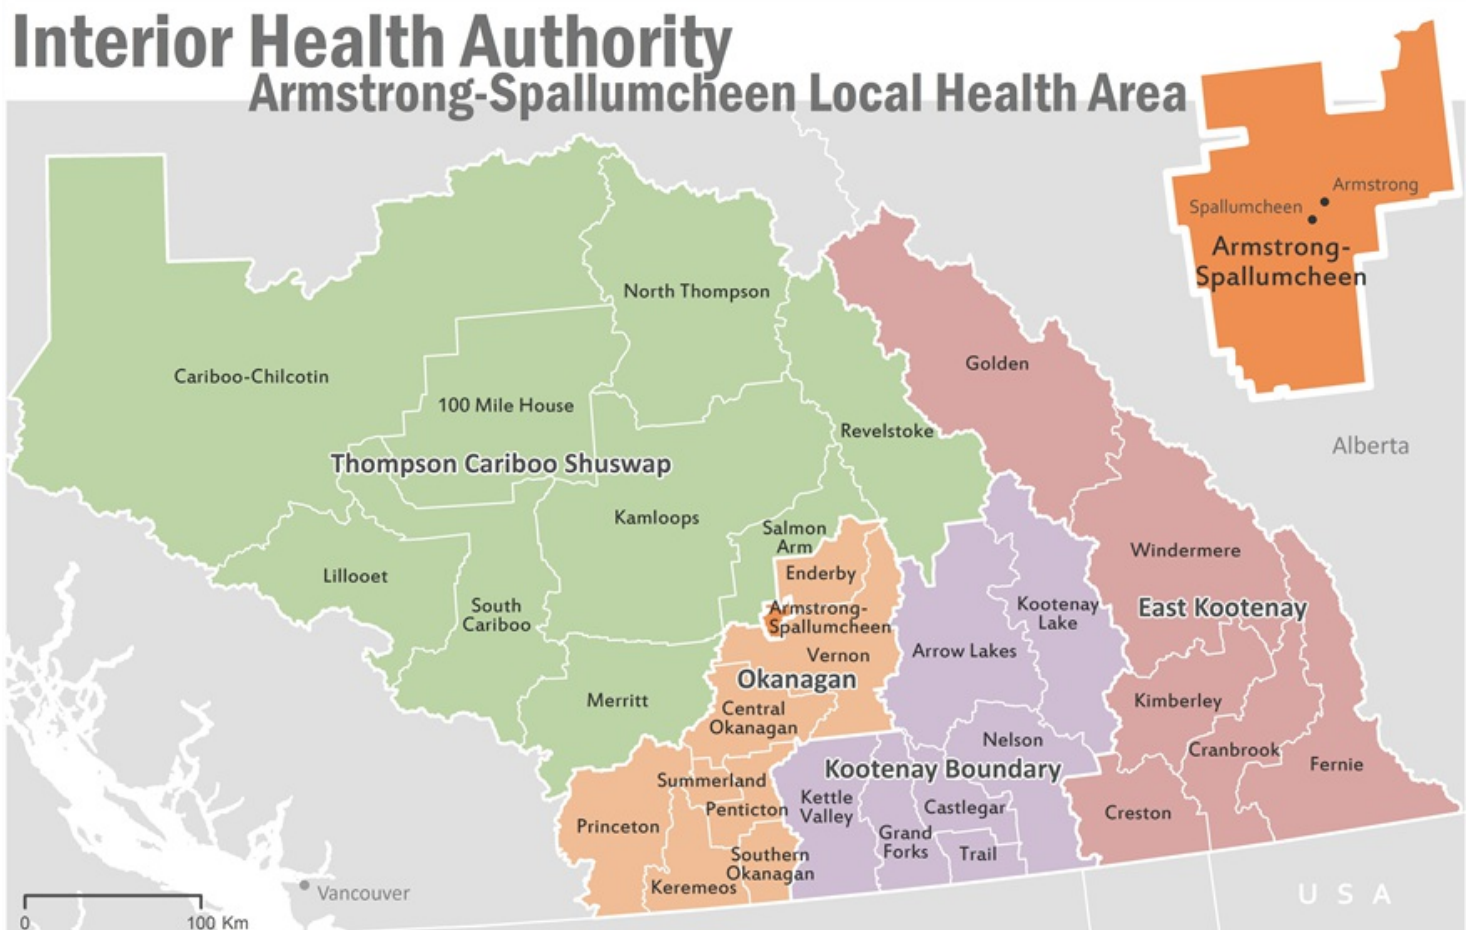 Interior Health Authority
Armstrong-Spallumcheen Local Health Area
Armstrong
Spallumcheen
Armstrong-
Spallumcheen
North Thompson
Golden
Cariboo-Chilcotin
100 Mile House
Revelstoke
Alberta
Thompson Cariboo Shuswap
Kamloops
Salmon
Arm
Windermere
Enderby
Lillooet
South
Cariboo
Armstrong-
Spallumcheen
Kootenay
Lake
East Kootenay
Arrow Lakes
Vernon
Okanagan
Merritt
Central
Okanagan
Kimberley
Nelson
Cranbrook
Fernie
Kootenay Boundary
Summerland
Penticton
Kettle
Valley
Castlegar
Creston
Princeton
Grand
Forks
Trail
Southern
Okanagan
Keremeos
Vancouver
USA
0 100 Km